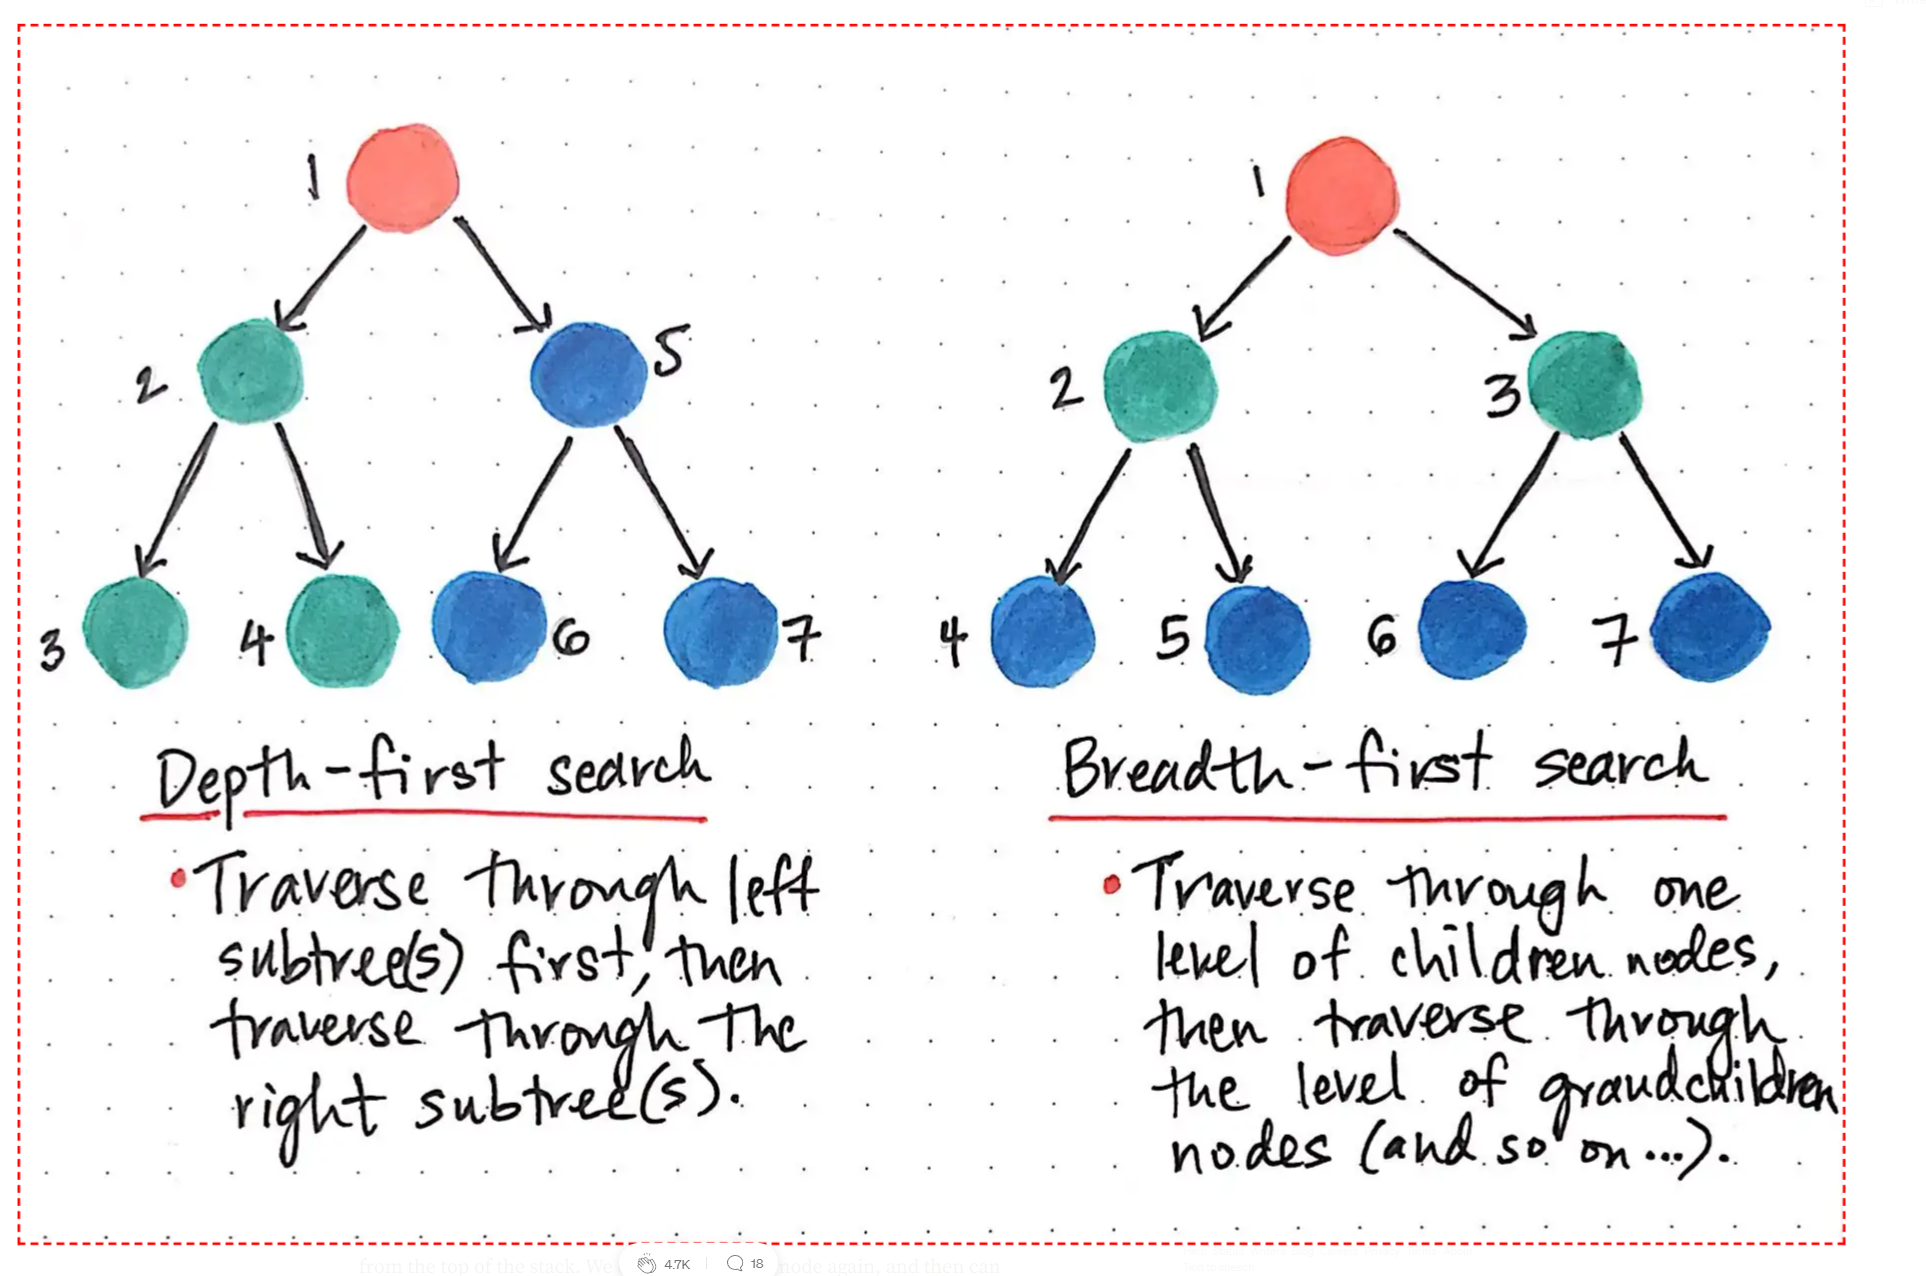 1
2
5
3
4
6
7
Depth-first search
• Traverse through left
subtree(s) first, then
traverse through the
right subtree(s).
1
2
3
4
5
6
7
Breadth-first search
• Traverse through one
level of children nodes,
then traverse through
the level of grandchildren
nodes (and so on...).
from the top of the stack. We
node again, and then can
4.7K
18